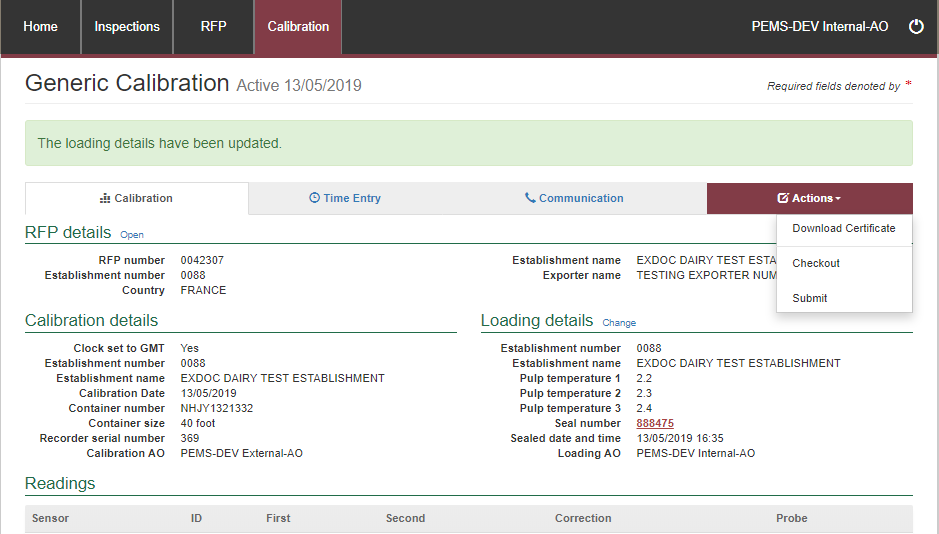 Home Inspections RFP Calibration PEMS-DEV Internal-AO
Generic Calibration Active 13/05/2019 Required fields denoted by *
The loading details have been updated.
Calibration Time Entry Communication Actions
Download Certificate
Checkout
Submit
RFP details Open
RFP number 0042307
Establishment number 0088
Country FRANCE
Establishment name EXDOC DAIRY TEST ESTA
Exporter name TESTING EXPORTER NUM
Calibration details
Clock set to GMT Yes
Establishment number 0088
Establishment name EXDOC DAIRY TEST ESTABLISHMENT
Calibration Date 13/05/2019
Container number NHJY1321332
Container size 40 foot
Recorder serial number 369
Calibration AO PEMS-DEV External-AO
Loading details Change
Establishment number 0088
Establishment name EXDOC DAIRY TEST ESTABLISHMENT
Pulp temperature 1 2.2
Pulp temperature 2 2.3
Pulp temperature 3 2.4
Seal number 888475
Sealed date and time 13/05/2019 16:35
Loading AO PEMS-DEV Internal-AO
Readings
Sensor ID First Second Correction Probe